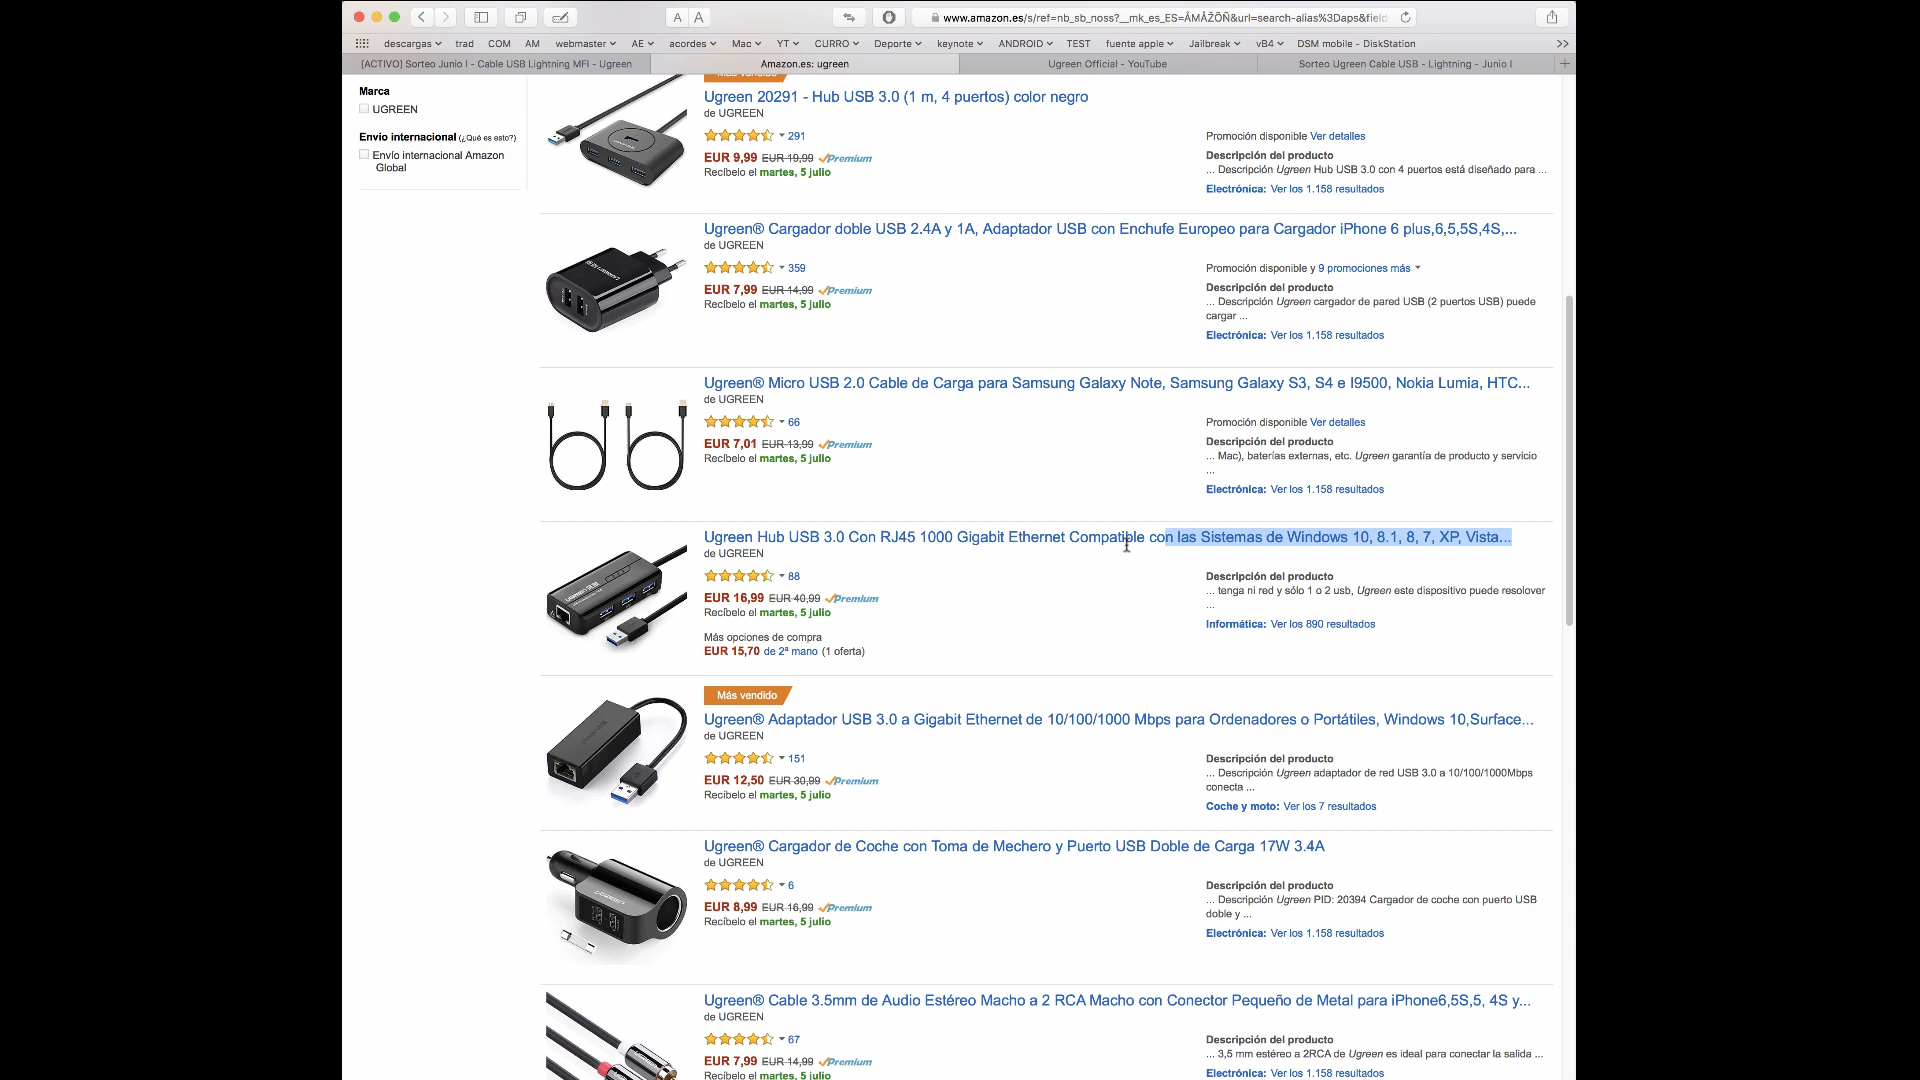 A A
www.amazon.es/s/ref=nb_sb_noss?__mk_es_ES=ÅMÅŽÕÑ&url=search-alias%3Daps&field-
descargas trad COM AM webmaster AE acordes Mac YT CURRO Deporte keynote ANDROID TEST fuente apple Jailbreak vB4 DSM mobile - DiskStation
[ACTIVO] Sorteo Junio I - Cable USB Lightning MFI - Ugreen
Amazon.es: ugreen
Ugreen Official - YouTube
Sorteo Ugreen Cable USB - Lightning - Junio I
Marca
UGREEN
Envío internacional (¿Qué es esto?)
Envío internacional Amazon
Global
Más vendido
Ugreen 20291 - Hub USB 3.0 (1 m, 4 puertos) color negro
de UGREEN
291
EUR 9,99 EUR 19,99 Premium
Recíbelo el martes, 5 julio
Promoción disponible Ver detalles
Descripción del producto
... Descripción Ugreen Hub USB 3.0 con 4 puertos está diseñado para ...
Electrónica: Ver los 1.158 resultados
Ugreen® Cargador doble USB 2.4A y 1A, Adaptador USB con Enchufe Europeo para Cargador iPhone 6 plus,6,5,5S,4S,...
de UGREEN
359
EUR 7,99 EUR 14,99 Premium
Recíbelo el martes, 5 julio
Promoción disponible y 9 promociones más
Descripción del producto
... Descripción Ugreen cargador de pared USB (2 puertos USB) puede
cargar ...
Electrónica: Ver los 1.158 resultados
Ugreen® Micro USB 2.0 Cable de Carga para Samsung Galaxy Note, Samsung Galaxy S3, S4 e I9500, Nokia Lumia, HTC...
de UGREEN
66
EUR 7,01 EUR 13,99 Premium
Recíbelo el martes, 5 julio
Promoción disponible Ver detalles
Descripción del producto
... Mac), baterías externas, etc. Ugreen garantía de producto y servicio
...
Electrónica: Ver los 1.158 resultados
Ugreen Hub USB 3.0 Con RJ45 1000 Gigabit Ethernet Compatible con las Sistemas de Windows 10, 8.1, 8, 7, XP, Vista...
de UGREEN
88
EUR 16,99 EUR 40,99 Premium
Recíbelo el martes, 5 julio
Más opciones de compra
EUR 15,70 de 2ª mano (1 oferta)
Descripción del producto
... tenga ni red y sólo 1 o 2 usb, Ugreen este dispositivo puede resolver
...
Informática: Ver los 890 resultados
Más vendido
Ugreen® Adaptador USB 3.0 a Gigabit Ethernet de 10/100/1000 Mbps para Ordenadores o Portátiles, Windows 10,Surface...
de UGREEN
151
EUR 12,50 EUR 30,99 Premium
Recíbelo el martes, 5 julio
Descripción del producto
... Descripción Ugreen adaptador de red USB 3.0 a 10/100/1000Mbps
conecta ...
Coche y moto: Ver los 7 resultados
Ugreen® Cargador de Coche con Toma de Mechero y Puerto USB Doble de Carga 17W 3.4A
de UGREEN
6
EUR 8,99 EUR 16,99 Premium
Recíbelo el martes, 5 julio
Descripción del producto
... Descripción Ugreen PID: 20394 Cargador de coche con puerto USB
doble y ...
Electrónica: Ver los 1.158 resultados
Ugreen® Cable 3.5mm de Audio Estéreo Macho a 2 RCA Macho con Conector Pequeño de Metal para iPhone6,5S,5, 4S y...
de UGREEN
67
EUR 7,99 EUR 14,99 Premium
Recíbelo el martes, 5 julio
Descripción del producto
... 3,5 mm estéreo a 2RCA de Ugreen es ideal para conectar la salida ...
Electrónica: Ver los 1.158 resultados